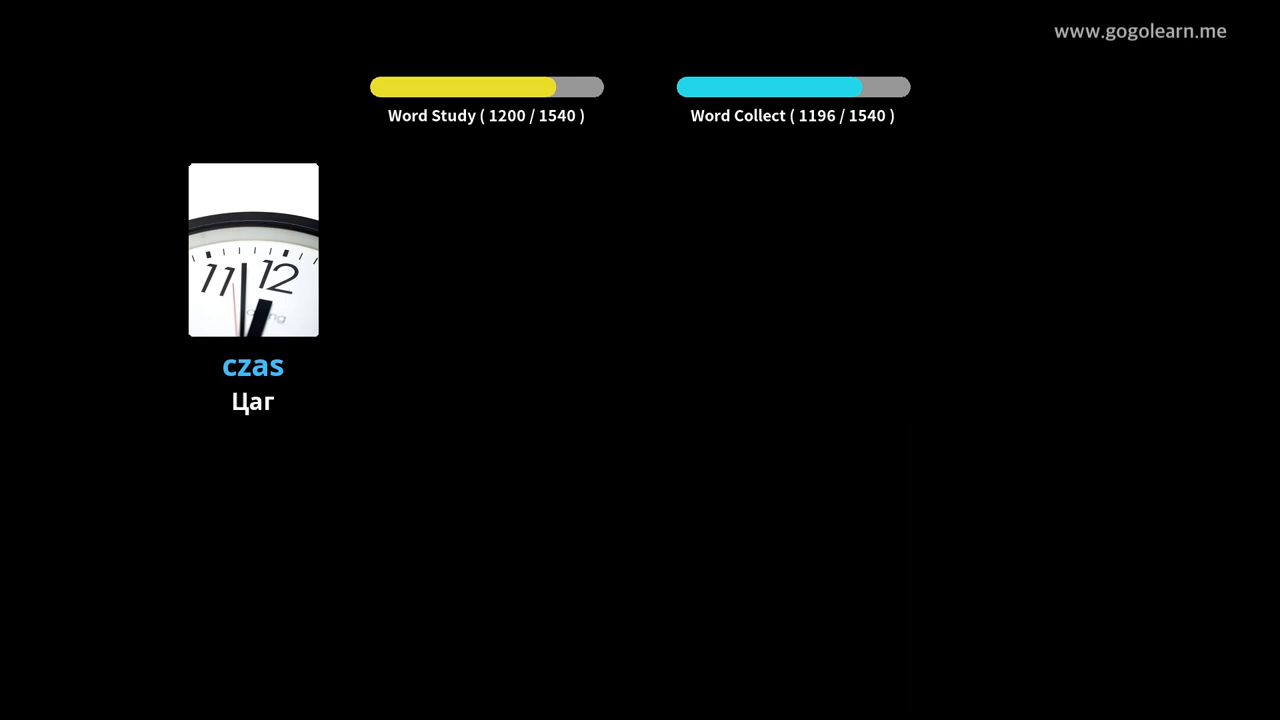 www.gogolearn.me
Word Study ( 1200 / 1540 )
Word Collect ( 1196 / 1540 )
11 12
czas
Цаг